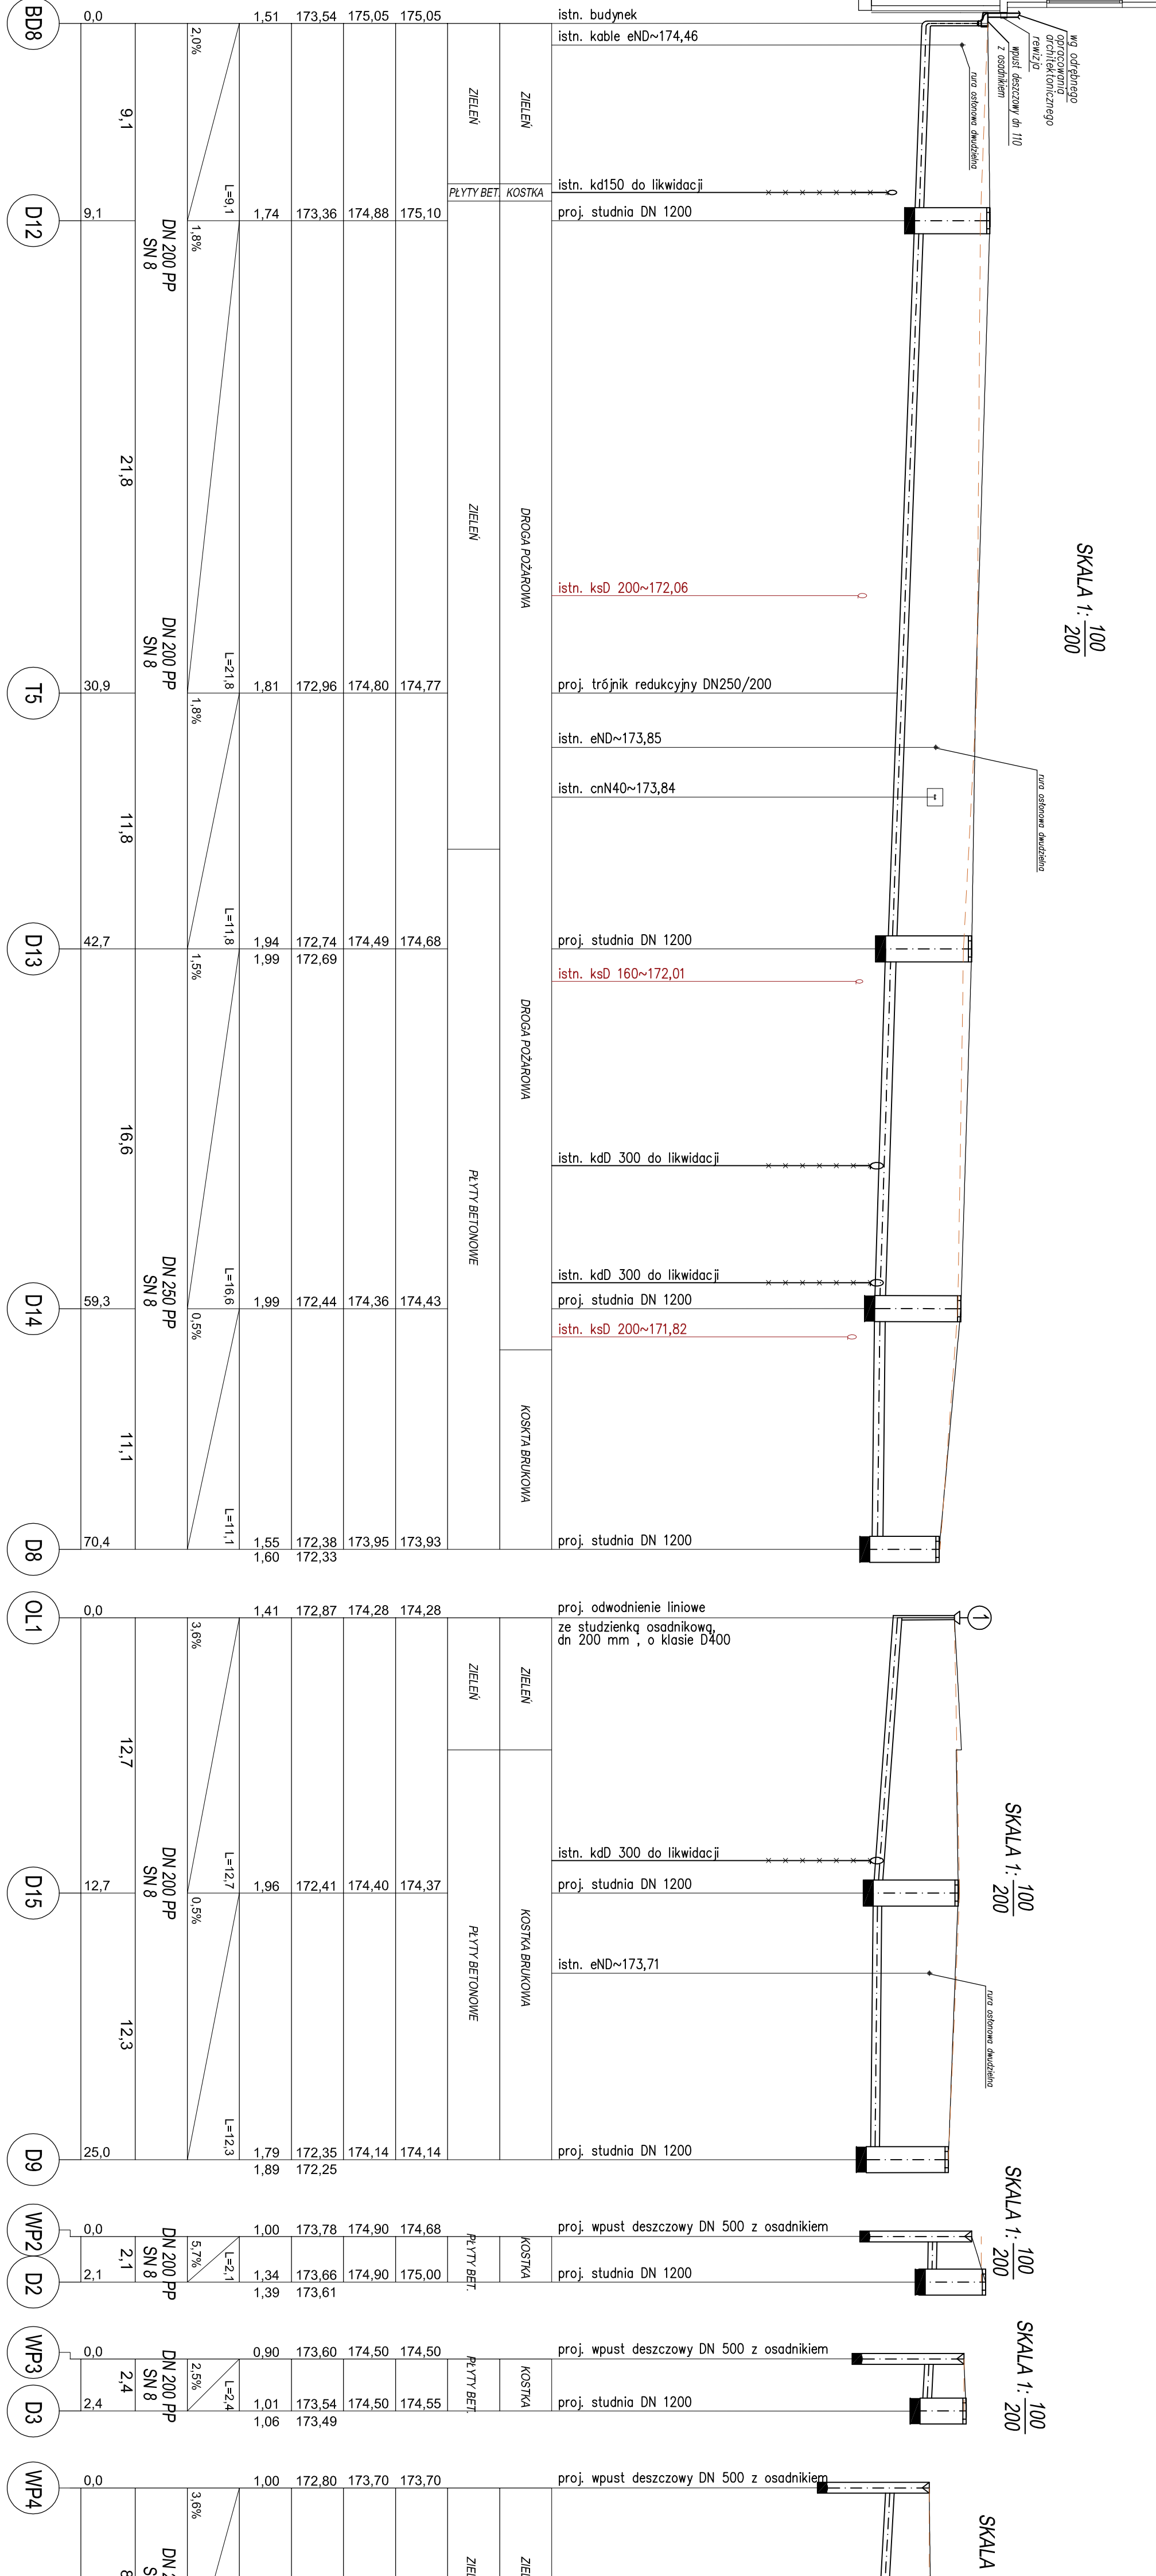 wg odrębnego
opracowania
architektonicznego
rewizja
wpust deszczowy dn 110
z osadnikiem
rura osłonowa dwudzielna
SKALA 1: 100
200
rura osłonowa dwudzielna
BD8
0,0
2,0%
1,51 173,54 175,05 175,05
istn. budynek
istn. kable eND~174,46
9,1
ZIELEŃ
ZIELEŃ
istn. kd150 do likwidacji
PŁYTY BET.
KOSTKA
L=9,1
D12
9,1
1,8%
1,74 173,36 174,88 175,10
proj. studnia DN 1200
DN 200 PP
SN 8
21,8
ZIELEŃ
DROGA POŻAROWA
istn. ksD 200~172,06
L=21,8
DN 200 PP
SN 8
T5
30,9
1,8%
1,81 172,96 174,80 174,77
proj. trójnik redukcyjny DN250/200
istn. eND~173,85
istn. cnN40~173,84
11,8
L=11,8
D13
42,7
1,5%
1,94 172,74 174,49 174,68
1,99 172,69
proj. studnia DN 1200
istn. ksD 160~172,01
DROGA POŻAROWA
16,6
istn. kdD 300 do likwidacji
PŁYTY BETONOWE
istn. kdD 300 do likwidacji
L=16,6
DN 250 PP
SN 8
D14
59,3
0,5%
1,99 172,44 174,36 174,43
proj. studnia DN 1200
istn. ksD 200~171,82
11,1
KOSKTA BRUKOWA
L=11,1
D8
70,4
1,55 172,38 173,95 173,93
1,60 172,33
proj. studnia DN 1200
OL1
0,0
3,6%
1,41 172,87 174,28 174,28
proj. odwodnienie liniowe
ze studzienką osadnikową,
dn 200 mm , o klasie D400
1
SKALA 1: 100
200
ZIELEŃ
ZIELEŃ
12,7
istn. kdD 300 do likwidacji
L=12,7
DN 200 PP
SN 8
D15
12,7
0,5%
1,96 172,41 174,40 174,37
proj. studnia DN 1200
PŁYTY BETONOWE
KOSTKA BRUKOWA
istn. eND~173,71
rura osłonowa dwudzielna
12,3
L=12,3
D9
25,0
1,79 172,35 174,14 174,14
1,89 172,25
proj. studnia DN 1200
SKALA 1: 100
200
WP2
0,0
1,00 173,78 174,90 174,68
proj. wpust deszczowy DN 500 z osadnikiem
2,1
DN 200 PP
SN 8
5,7%
L=2,1
PŁYTY BET.
KOSTKA
D2
2,1
1,34 173,66 174,90 175,00
1,39 173,61
proj. studnia DN 1200
SKALA 1: 100
200
WP3
0,0
0,90 173,60 174,50 174,50
proj. wpust deszczowy DN 500 z osadnikiem
2,4
DN 200 PP
SN 8
2,5%
L=2,4
PŁYTY BET.
KOSTKA
D3
2,4
1,01 173,54 174,50 174,55
1,06 173,49
proj. studnia DN 1200
WP4
0,0
3,6%
1,00 172,80 173,70 173,70
proj. wpust deszczowy DN 500 z osadnikiem
SKALA